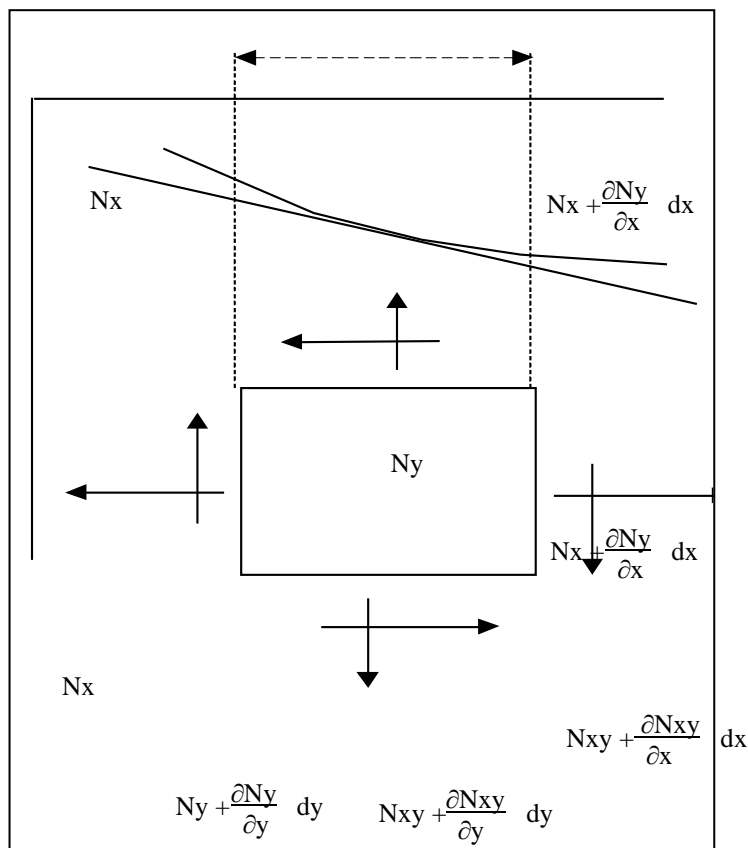 Nx
Nx + ∂Ny/∂x dx
Ny
Nx + ∂Ny/∂x dx
Nx
Nxy + ∂Nxy/∂x dx
Ny + ∂Ny/∂y dy Nxy + ∂Nxy/∂y dy